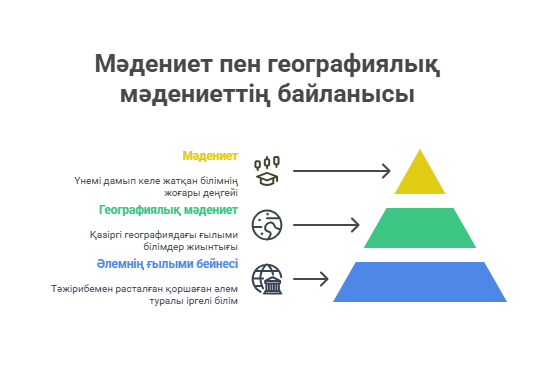 Мәдениет пен географиялық
мәдениеттің байланысы
Мәдениет
Үнемі дамып келе жатқан білімнің
жоғары деңгейі
Географиялық мәдениет
Қазіргі географиядағы ғылыми
білімдер жиынтығы
Әлемнің ғылыми бейнесі
Тәжірибемен расталған қоршаған әлем
туралы іргелі білім